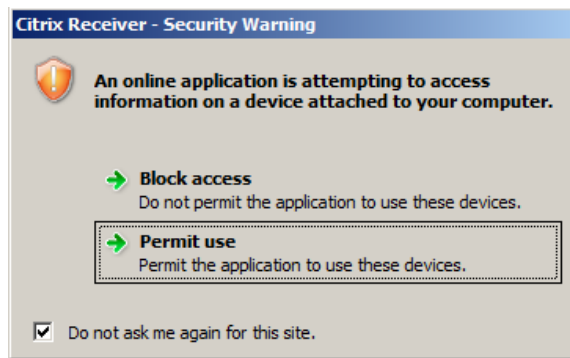 Citrix Receiver - Security Warning
An online application is attempting to access
information on a device attached to your computer.
Block access
Do not permit the application to use these devices.
Permit use
Permit the application to use these devices.
Do not ask me again for this site.